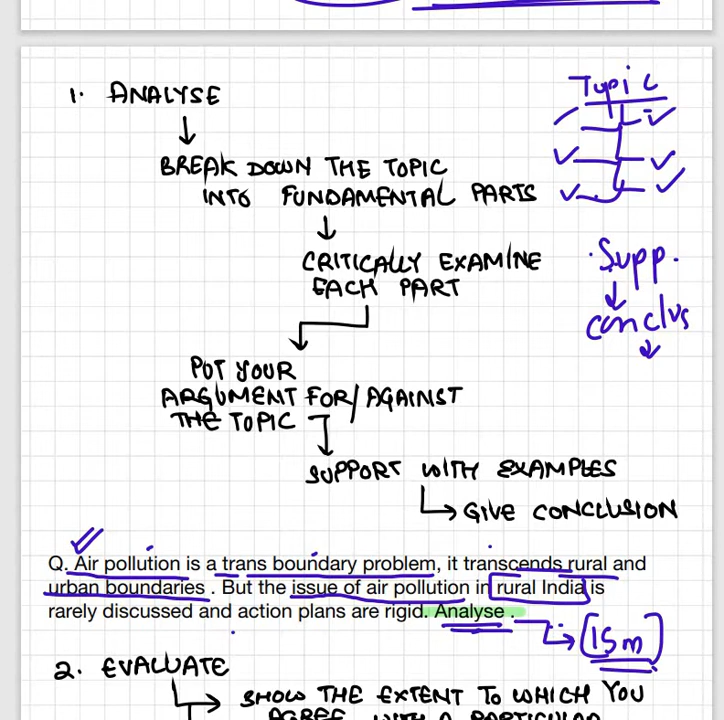 1. ANALYSE
BREAK DOWN THE TOPIC
INTO FUNDAMENTAL PARTS
CRITICALLY EXAMINE
EACH PART
PUT YOUR
ARGUMENT FOR/AGAINST
THE TOPIC
SUPPORT WITH EXAMPLES
GIVE CONCLUSION
Topic
Supp.
conclus
Q. Air pollution is a trans boundary problem, it transcends rural and
urban boundaries . But the issue of air pollution in rural India is
rarely discussed and action plans are rigid. Analyse .
[15m]
2. EVALUATE
SHOW THE EXTENT TO WHICH YOU
AGREE WITH A PARTICULAR